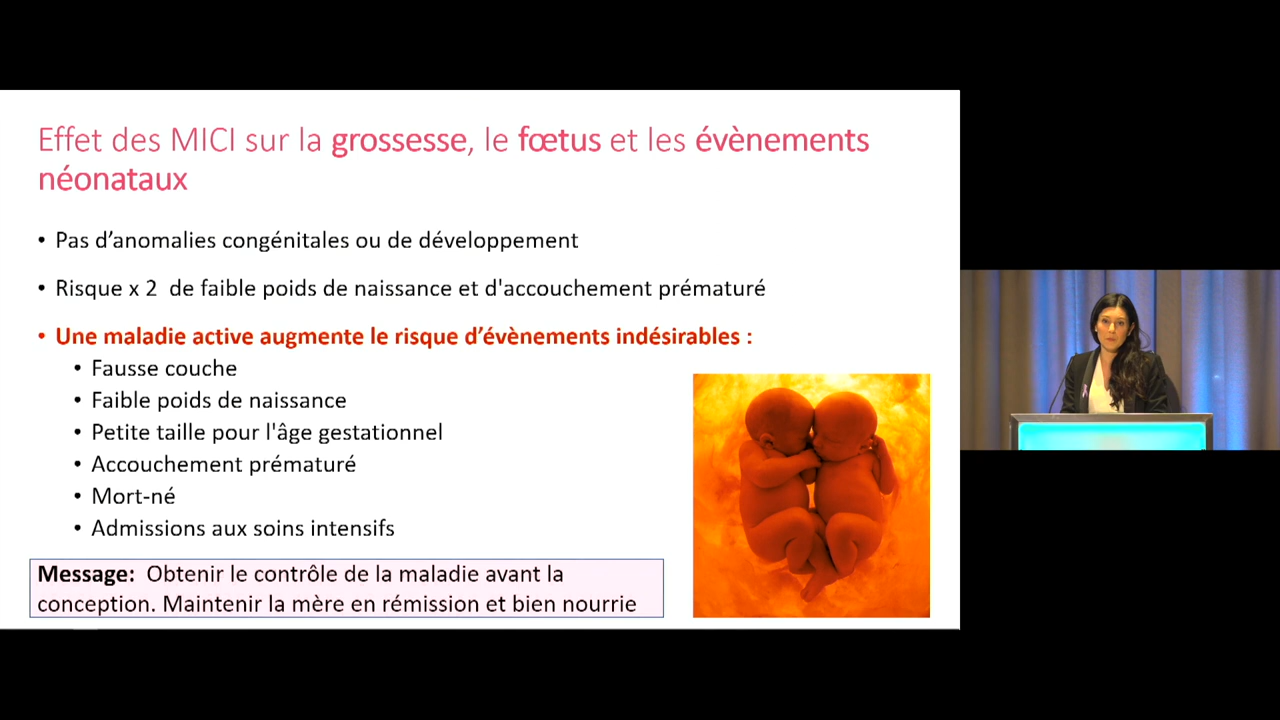 Effet des MICI sur la grossesse, le fœtus et les évènements
néonataux
• Pas d’anomalies congénitales ou de développement
• Risque x 2 de faible poids de naissance et d'accouchement prématuré
• Une maladie active augmente le risque d’évènements indésirables :
• Fausse couche
• Faible poids de naissance
• Petite taille pour l'âge gestationnel
• Accouchement prématuré
• Mort-né
• Admissions aux soins intensifs
Message: Obtenir le contrôle de la maladie avant la
conception. Maintenir la mère en rémission et bien nourrie